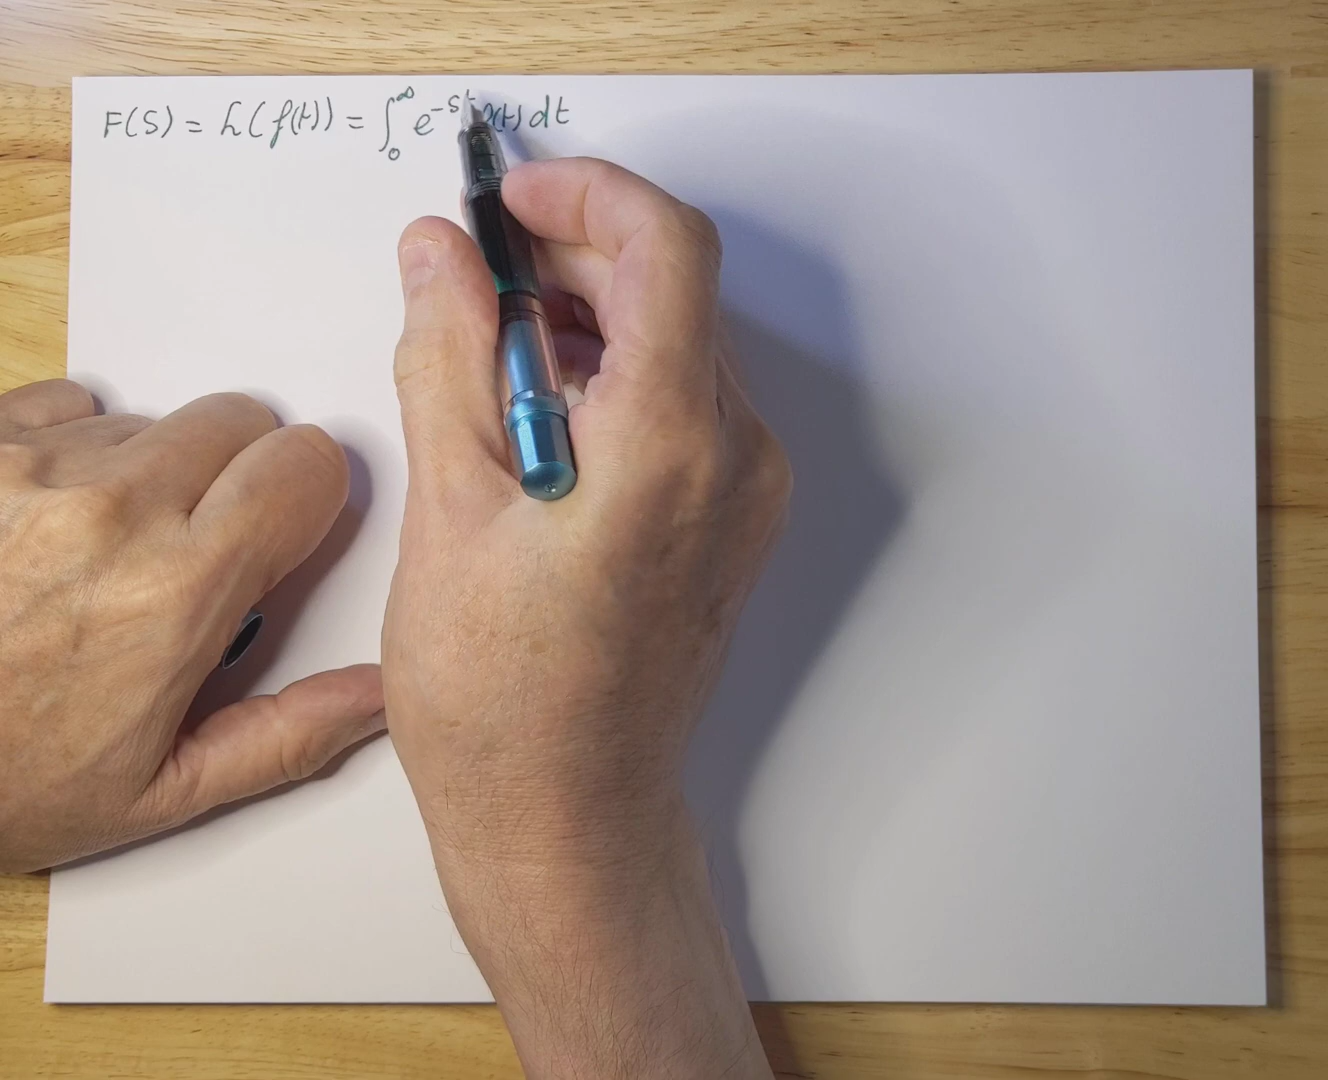 F(S) = L(f(t)) = ∫₀^∞ e^{-st} f(t) dt